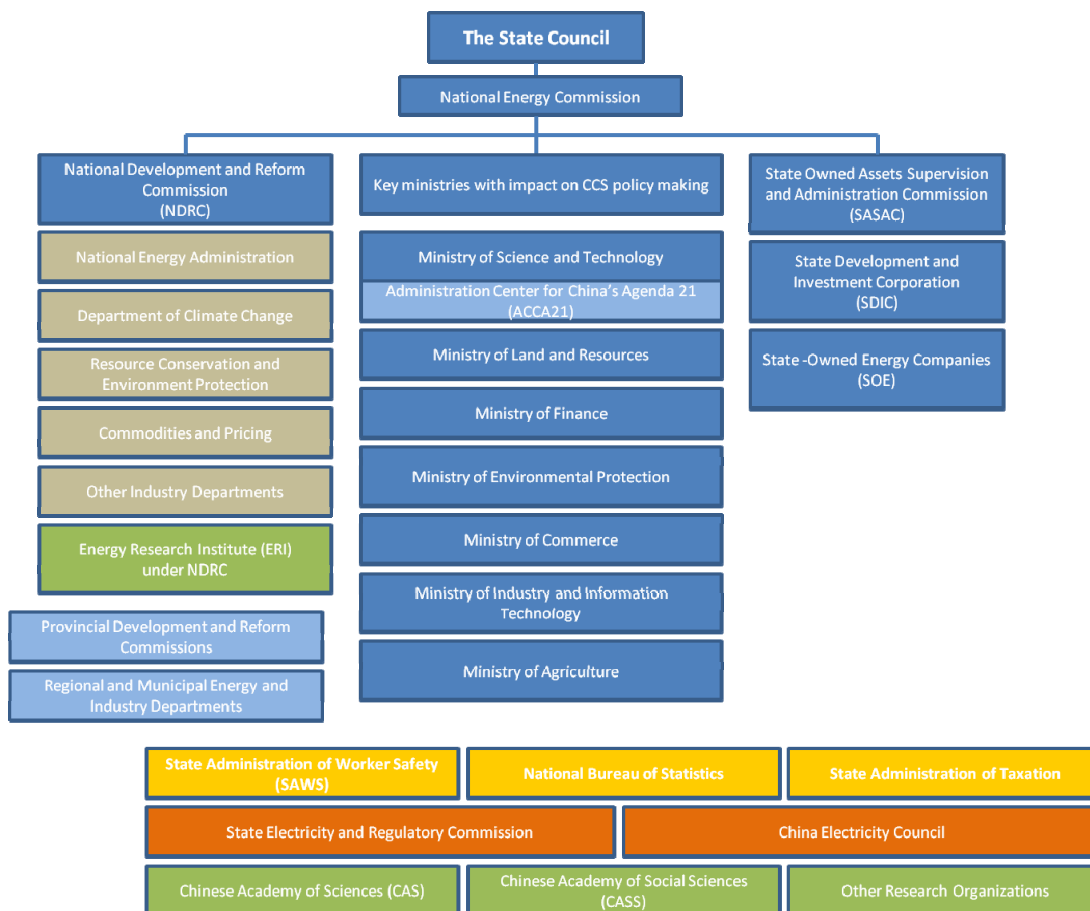 The State Council
National Energy Commission
National Development and Reform
Commission
(NDRC)
National Energy Administration
Department of Climate Change
Resource Conservation and
Environment Protection
Commodities and Pricing
Other Industry Departments
Energy Research Institute (ERI)
under NDRC
Provincial Development and Reform
Commissions
Regional and Municipal Energy and
Industry Departments
Key ministries with impact on CCS policy making
Ministry of Science and Technology
Administration Center for China's Agenda 21
(ACCA21)
Ministry of Land and Resources
Ministry of Finance
Ministry of Environmental Protection
Ministry of Commerce
Ministry of Industry and Information
Technology
Ministry of Agriculture
State Owned Assets Supervision
and Administration Commission
(SASAC)
State Development and
Investment Corporation
(SDIC)
State -Owned Energy Companies
(SOE)
State Administration of Worker Safety
(SAWS)
National Bureau of Statistics
State Administration of Taxation
State Electricity and Regulatory Commission
China Electricity Council
Chinese Academy of Sciences (CAS)
Chinese Academy of Social Sciences
(CASS)
Other Research Organizations